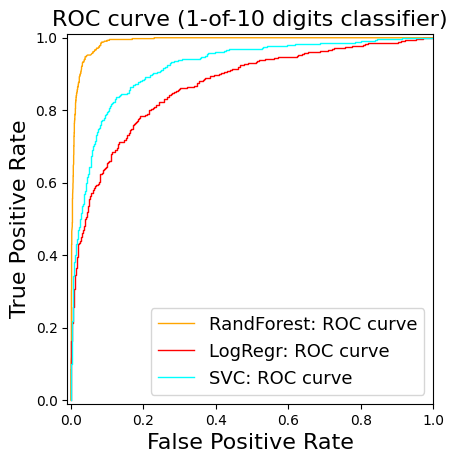 ROC curve (1-of-10 digits classifier)
True Positive Rate
1.0
0.8
0.6
0.4
0.2
0.0
RandForest: ROC curve
LogRegr: ROC curve
SVC: ROC curve
0.0 0.2 0.4 0.6 0.8 1.0
False Positive Rate